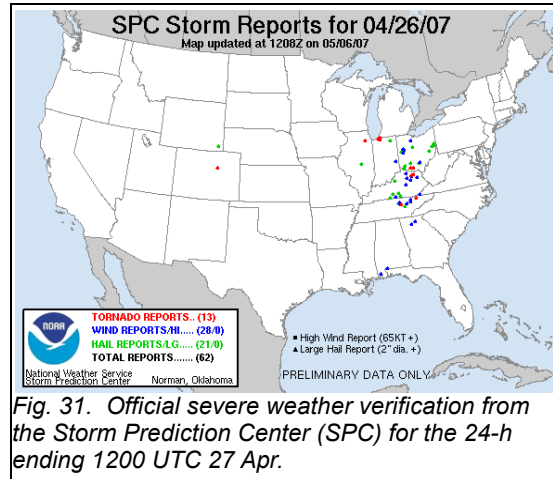 SPC Storm Reports for 04/26/07
Map updated at 1208Z on 05/06/07
NOAA
TORNADO REPORTS.. (13)
WIND REPORTS/HI..... (28/0)
HAIL REPORTS/LG..... (21/0)
TOTAL REPORTS....... (62)
National Weather Service
Storm Prediction Center Norman, Oklahoma
High Wind Report (65KT +)
Large Hail Report (2" dia. +)
PRELIMINARY DATA ONLY
Fig. 31. Official severe weather verification from
the Storm Prediction Center (SPC) for the 24-h
ending 1200 UTC 27 Apr.